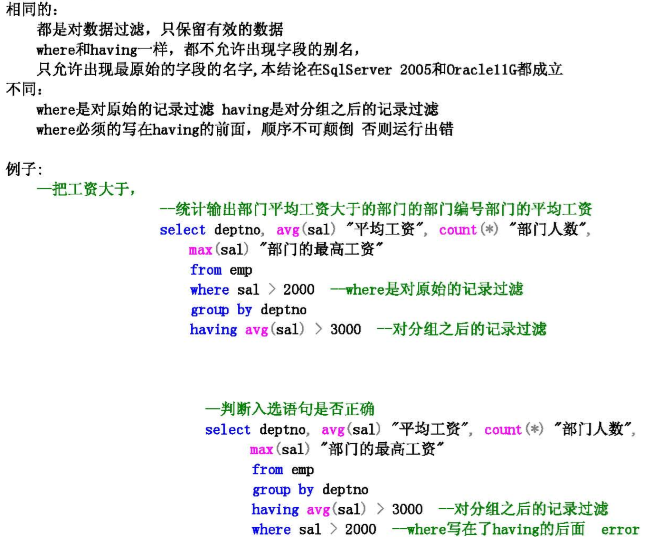 相同的：
都是对数据过滤，只保留有效的数据
where和having一样，都不允许出现字段的别名，
只允许出现最原始的字段的名字,本结论在SqlServer 2005和Oracle11G都成立
不同：
where是对原始的记录过滤 having是对分组之后的记录过滤
where必须的写在having的前面，顺序不可颠倒 否则运行出错
例子：
--把工资大于，
--统计输出部门平均工资大于的部门的部门编号部门的平均工资
select deptno, avg(sal) "平均工资", count(*) "部门人数",
max(sal) "部门的最高工资"
from emp
where sal > 2000 --where是对原始的记录过滤
group by deptno
having avg(sal) > 3000 --对分组之后的记录过滤
--判断入选语句是否正确
select deptno, avg(sal) "平均工资", count(*) "部门人数",
max(sal) "部门的最高工资"
from emp
group by deptno
having avg(sal) > 3000 --对分组之后的记录过滤
where sal > 2000 --where写在了having的后面 error